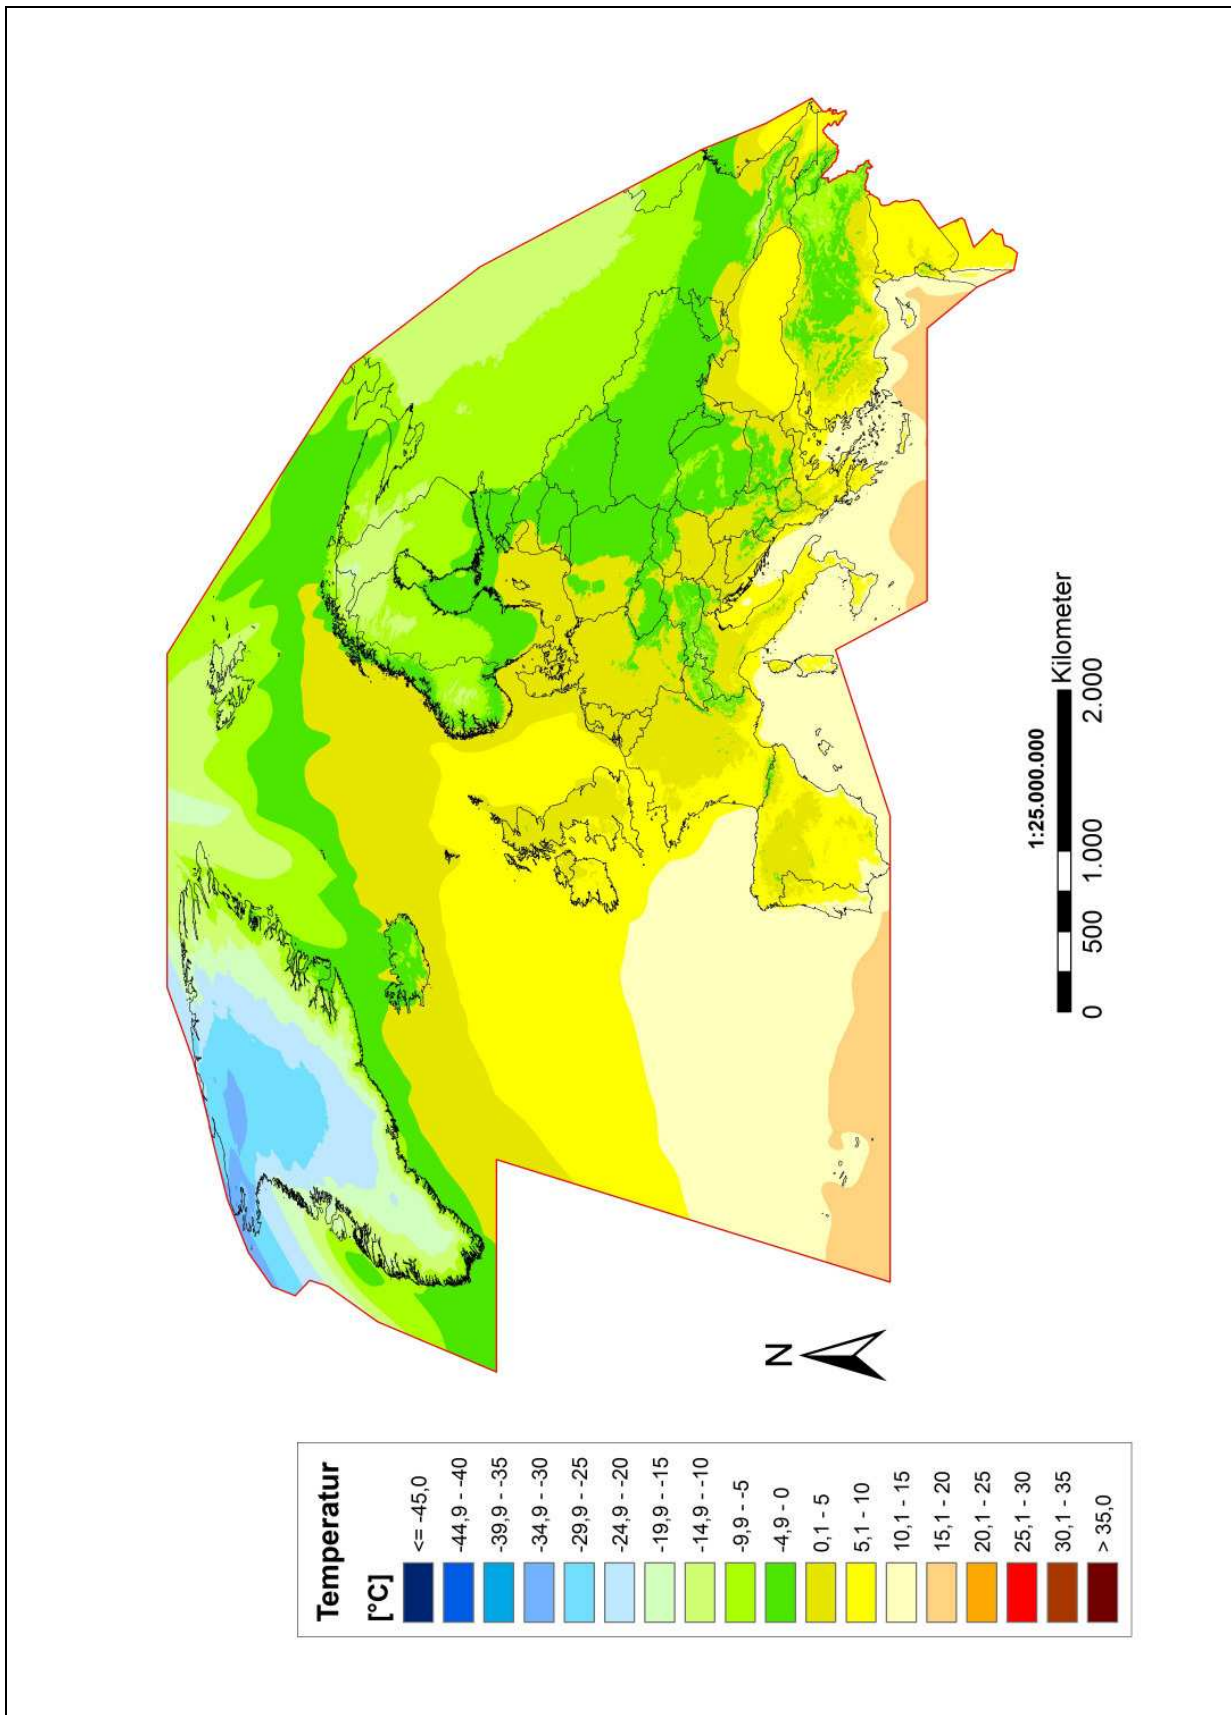 Temperatur
[°C]
<= -45,0
-44,9 - -40
-39,9 - -35
-34,9 - -30
-29,9 - -25
-24,9 - -20
-19,9 - -15
-14,9 - -10
-9,9 - -5
-4,9 - 0
0,1 - 5
5,1 - 10
10,1 - 15
15,1 - 20
20,1 - 25
25,1 - 30
30,1 - 35
> 35,0
N
1:25.000.000
Kilometer
0 500 1.000 2.000